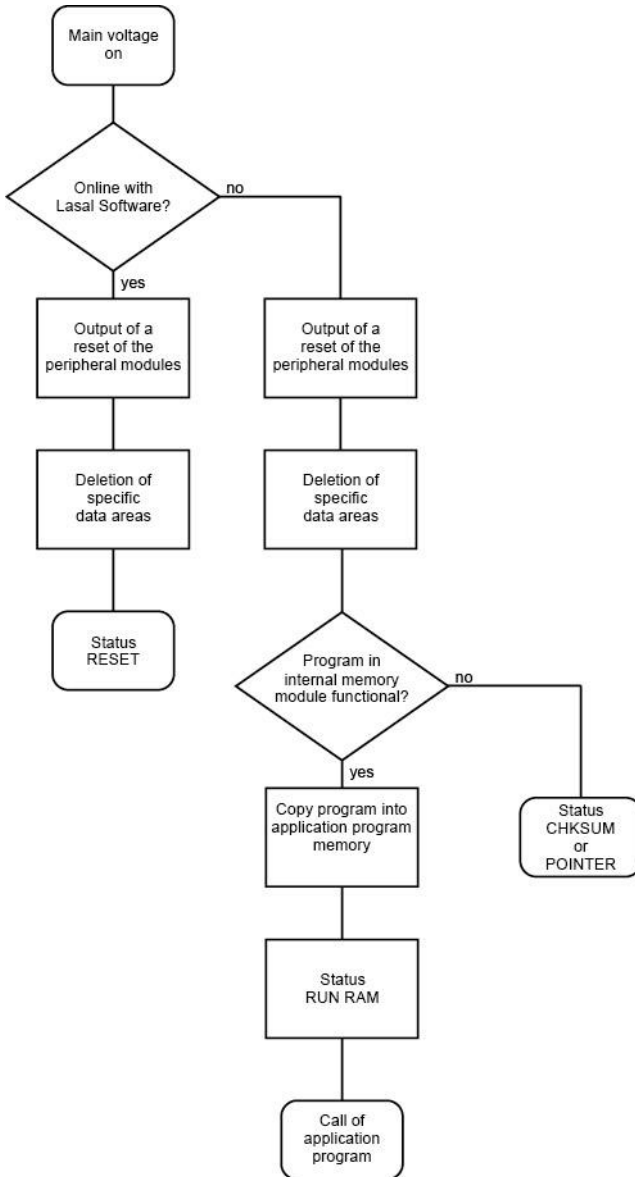 Main voltage
on
Online with
Lasal Software?
no
yes
Output of a
reset of the
peripheral modules
Output of a
reset of the
peripheral modules
Deletion of
specific
data areas
Deletion of
specific
data areas
Status
RESET
Program in
internal memory
module functional?
no
yes
Copy program into
application program
memory
Status
CHKSUM
or
POINTER
Status
RUN RAM
Call of
application
program